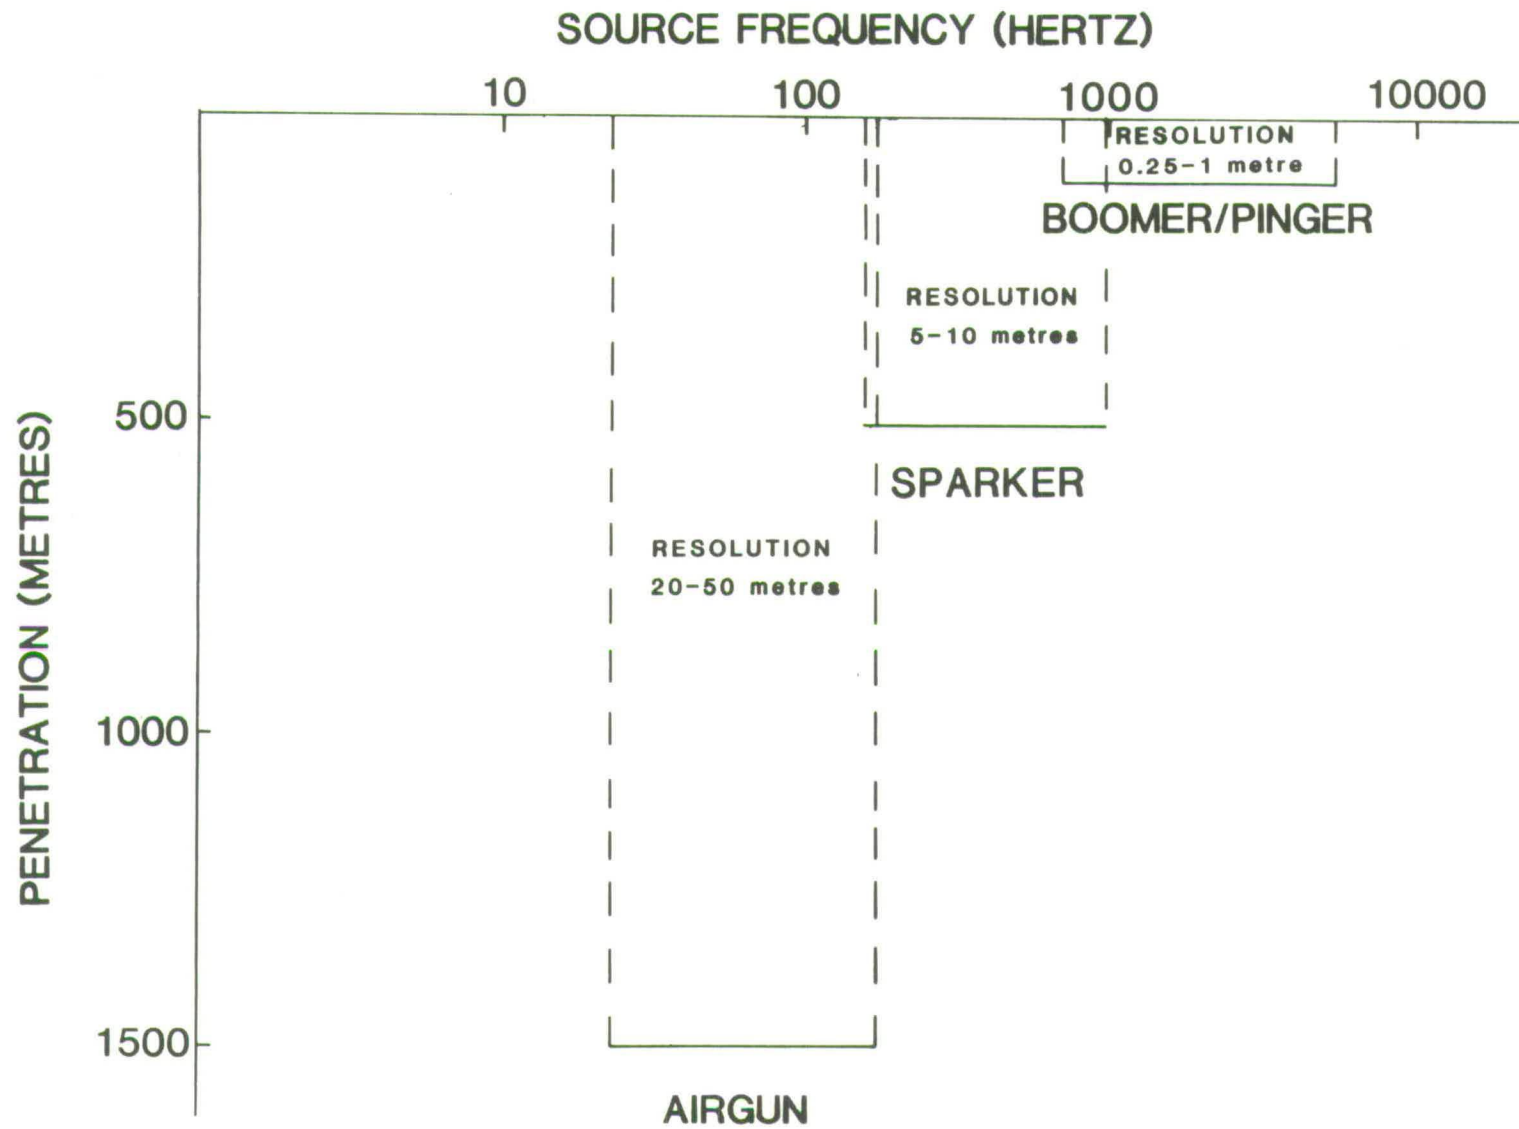 SOURCE FREQUENCY (HERTZ)
10 100 1000 10000
RESOLUTION
0.25-1 metre
BOOMER/PINGER
RESOLUTION
5-10 metres
500
SPARKER
RESOLUTION
20-50 metres
PENETRATION (METRES)
1000
1500
AIRGUN